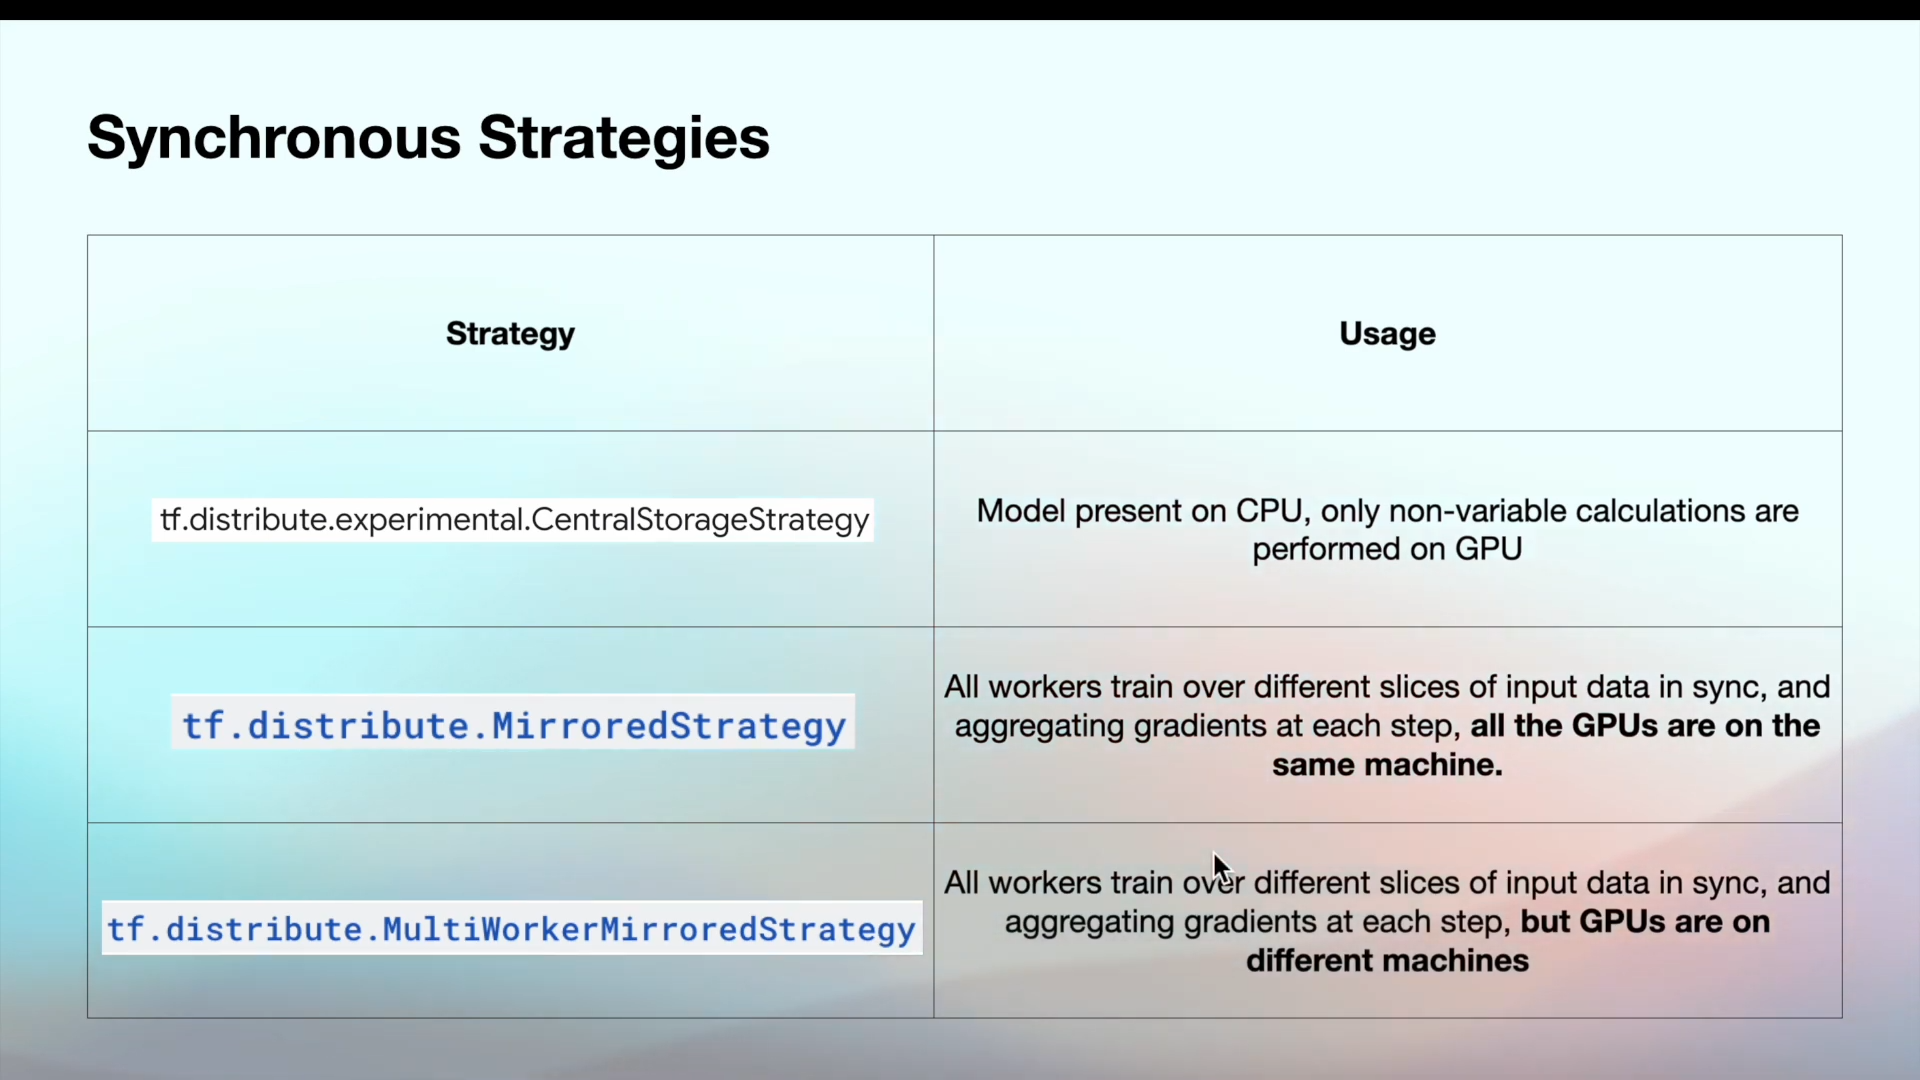 Synchronous Strategies
Strategy
Usage
tf.distribute.experimental.CentralStorageStrategy
Model present on CPU, only non-variable calculations are
performed on GPU
tf.distribute.MirroredStrategy
All workers train over different slices of input data in sync, and
aggregating gradients at each step, all the GPUs are on the
same machine.
tf.distribute.MultiWorkerMirroredStrategy
All workers train over different slices of input data in sync, and
aggregating gradients at each step, but GPUs are on
different machines